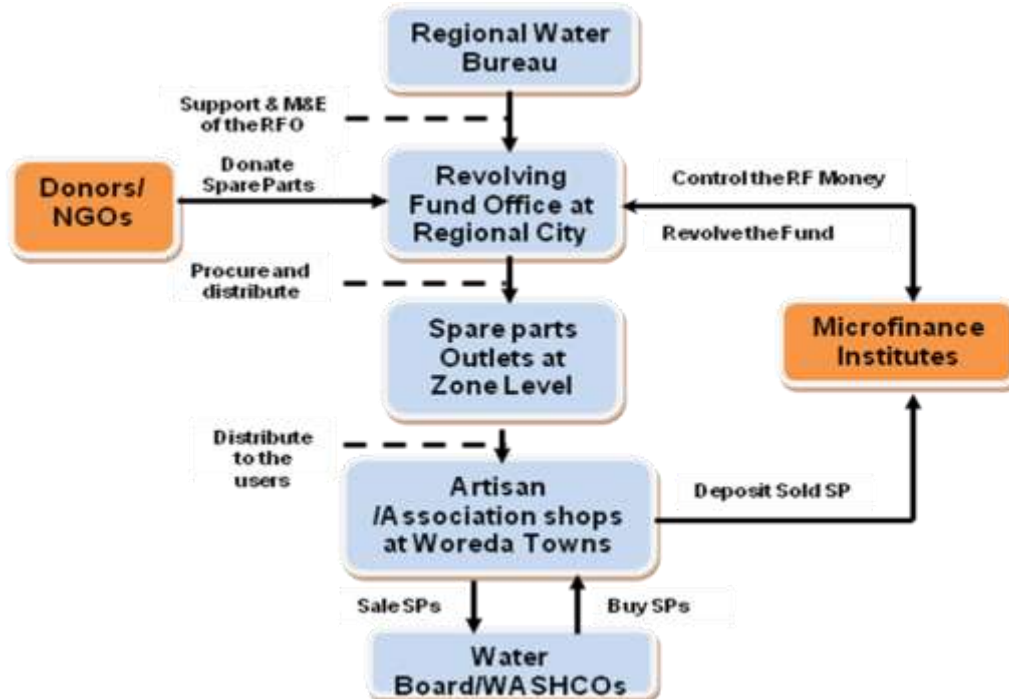 Regional Water
Bureau
Support & M&E
of the RFO
Donate
Spare Parts
Donors/
NGOs
Revolving
Fund Office at
Regional City
Control the RF Money
Revolve the Fund
Procure and
distribute
Spare parts
Outlets at
Zone Level
Microfinance
Institutes
Distribute
to the
users
Artisan
/Association shops
at Woreda Towns
Deposit Sold SP
Sale SPs
Buy SPs
Water
Board/WASHCOs